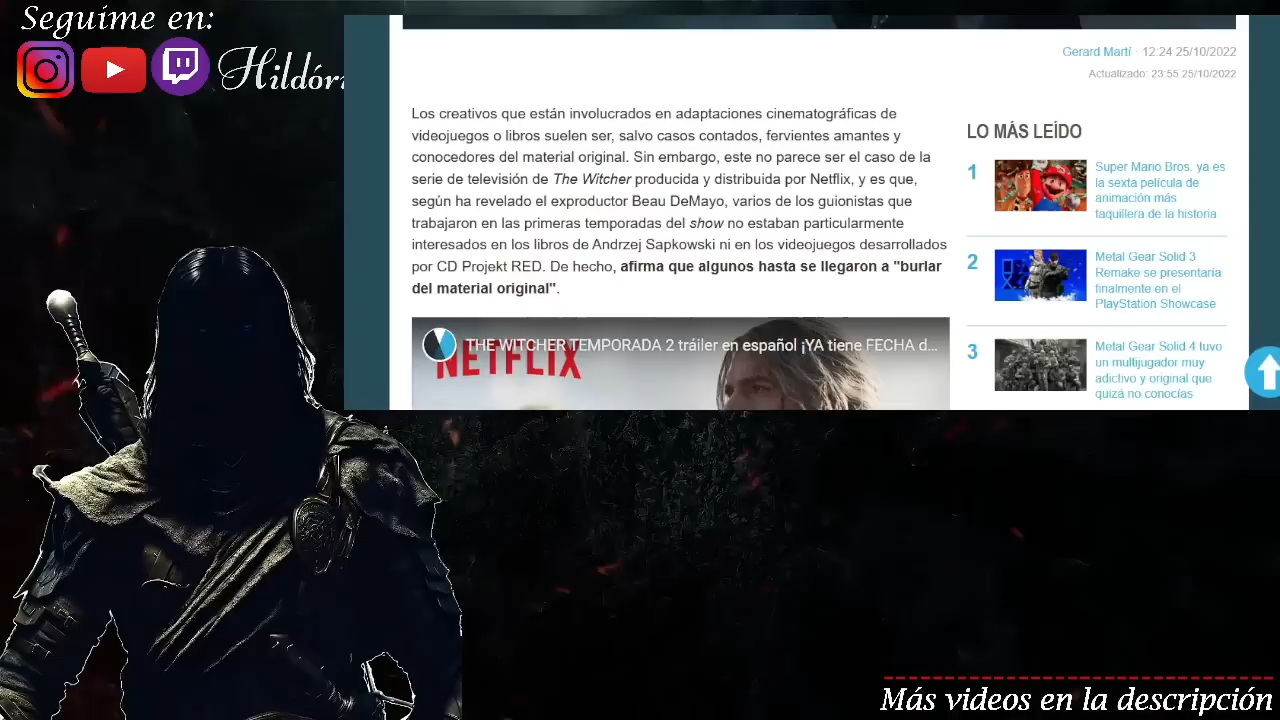 Seguíme en:
Gerard Martí · 12:24 25/10/2022
Actualizado: 23:55 25/10/2022
Los creativos que están involucrados en adaptaciones cinematográficas de
videojuegos o libros suelen ser, salvo casos contados, fervientes amantes y
conocedores del material original. Sin embargo, este no parece ser el caso de la
serie de televisión de The Witcher producida y distribuida por Netflix, y es que,
según ha revelado el exproductor Beau DeMayo, varios de los guionistas que
trabajaron en las primeras temporadas del show no estaban particularmente
interesados en los libros de Andrzej Sapkowski ni en los videojuegos desarrollados
por CD Projekt RED. De hecho, afirma que algunos hasta se llegaron a "burlar
del material original".
THE WITCHER TEMPORADA 2 tráiler en español ¡YA tiene FECHA d...
NETFLIX
LO MÁS LEÍDO
1
Super Mario Bros. ya es
la sexta película de
animación más
taquillera de la historia
2
Metal Gear Solid 3
Remake se presentaría
finalmente en el
PlayStation Showcase
3
Metal Gear Solid 4 tuvo
un multijugador muy
adictivo y original que
quizá no conocías
Más videos en la descripción